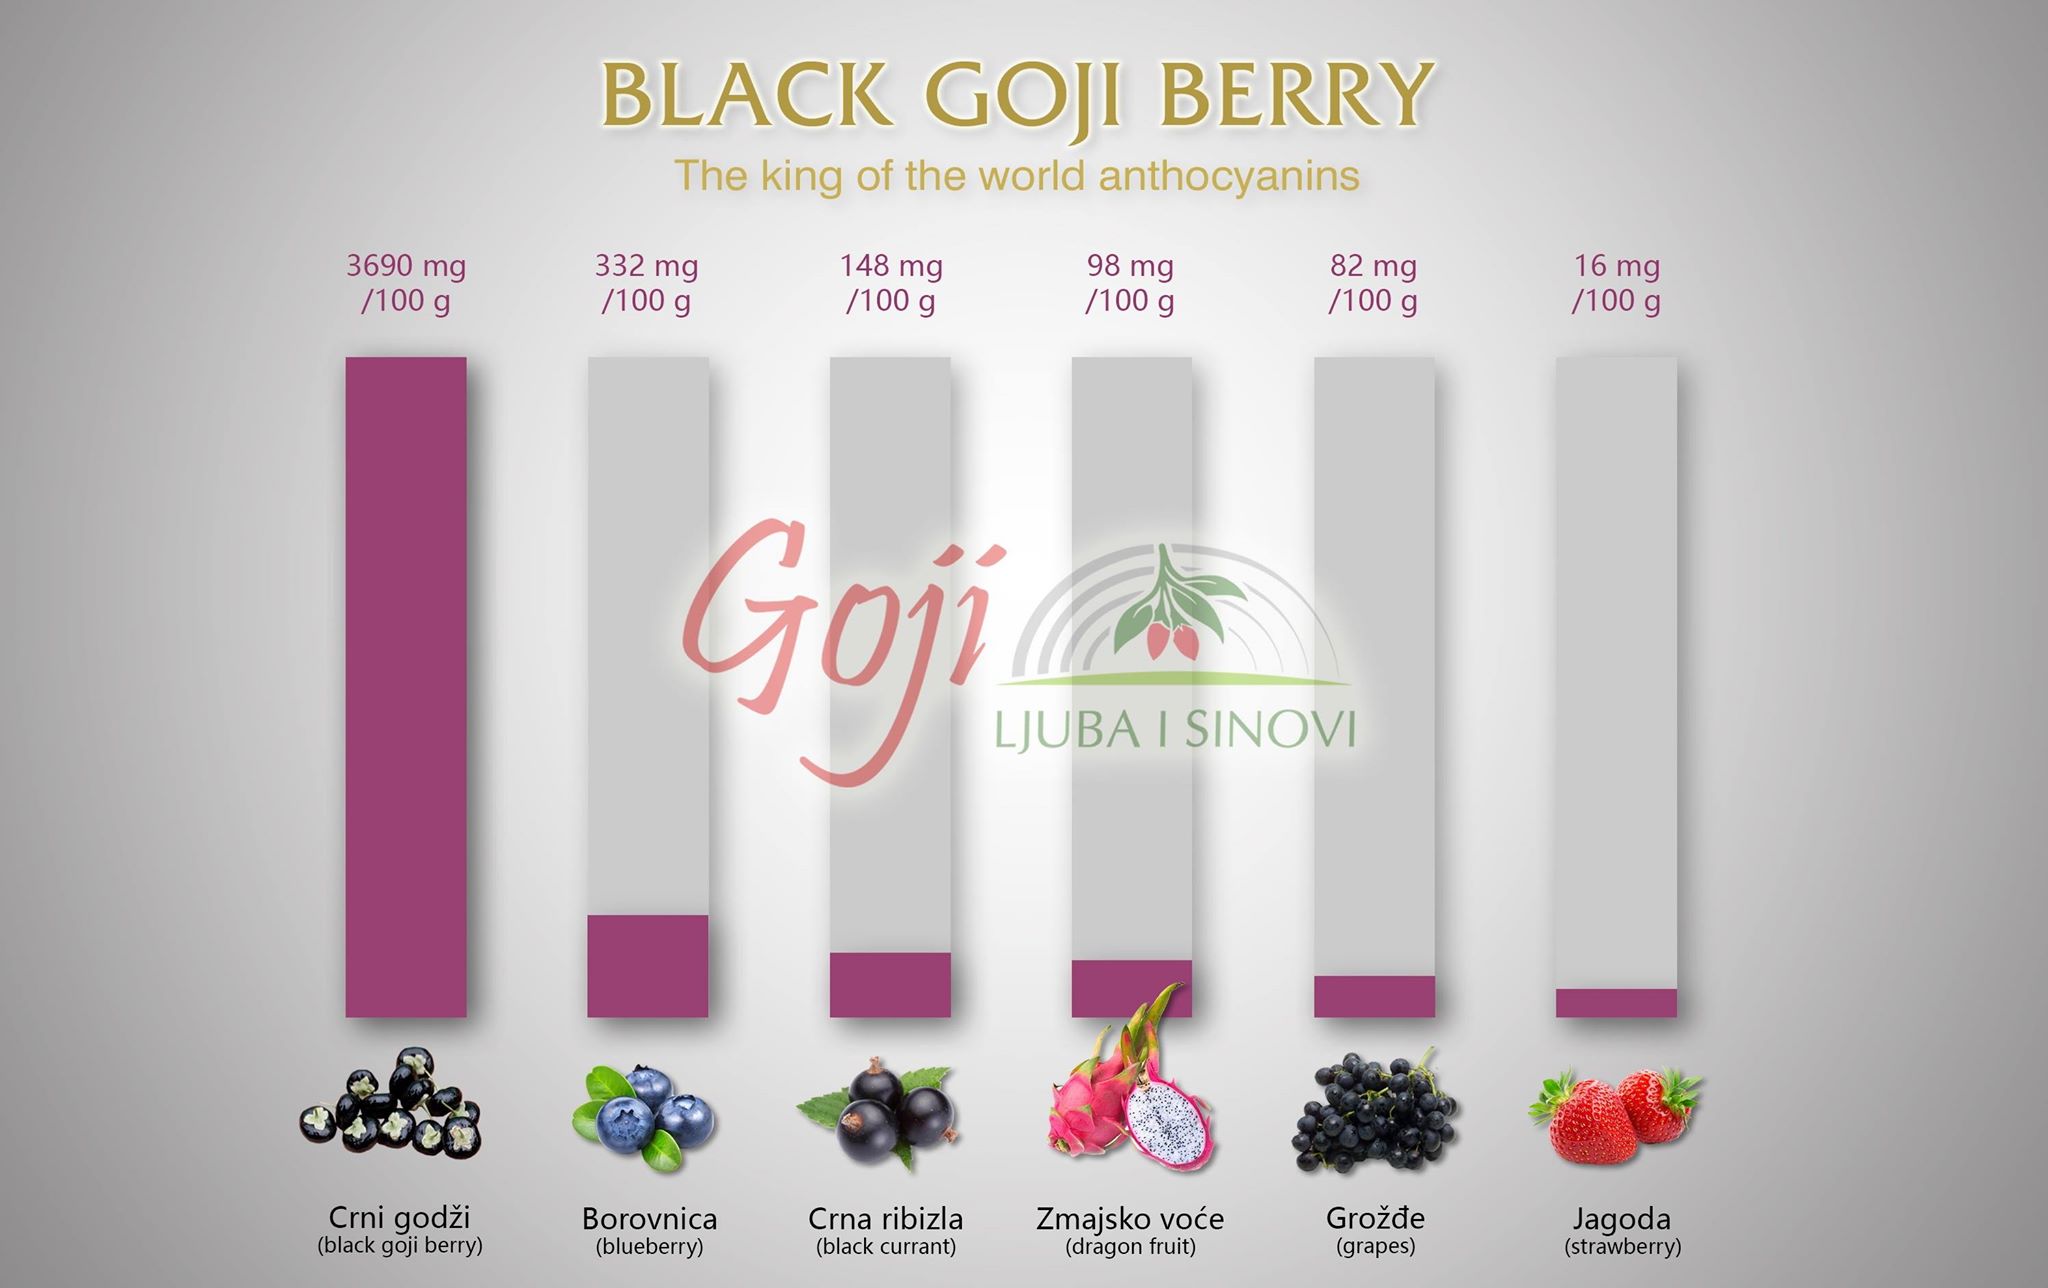 BLACK GOJI BERRY
The king of the world anthocyanins
3690 mg
/100 g
332 mg
/100 g
148 mg
/100 g
98 mg
/100 g
82 mg
/100 g
16 mg
/100 g
Goji
LJUBA I SINOVI
Crni godži
(black goji berry)
Borovnica
(blueberry)
Crna ribizla
(black currant)
Zmajsko voće
(dragon fruit)
Grožđe
(grapes)
Jagoda
(strawberry)